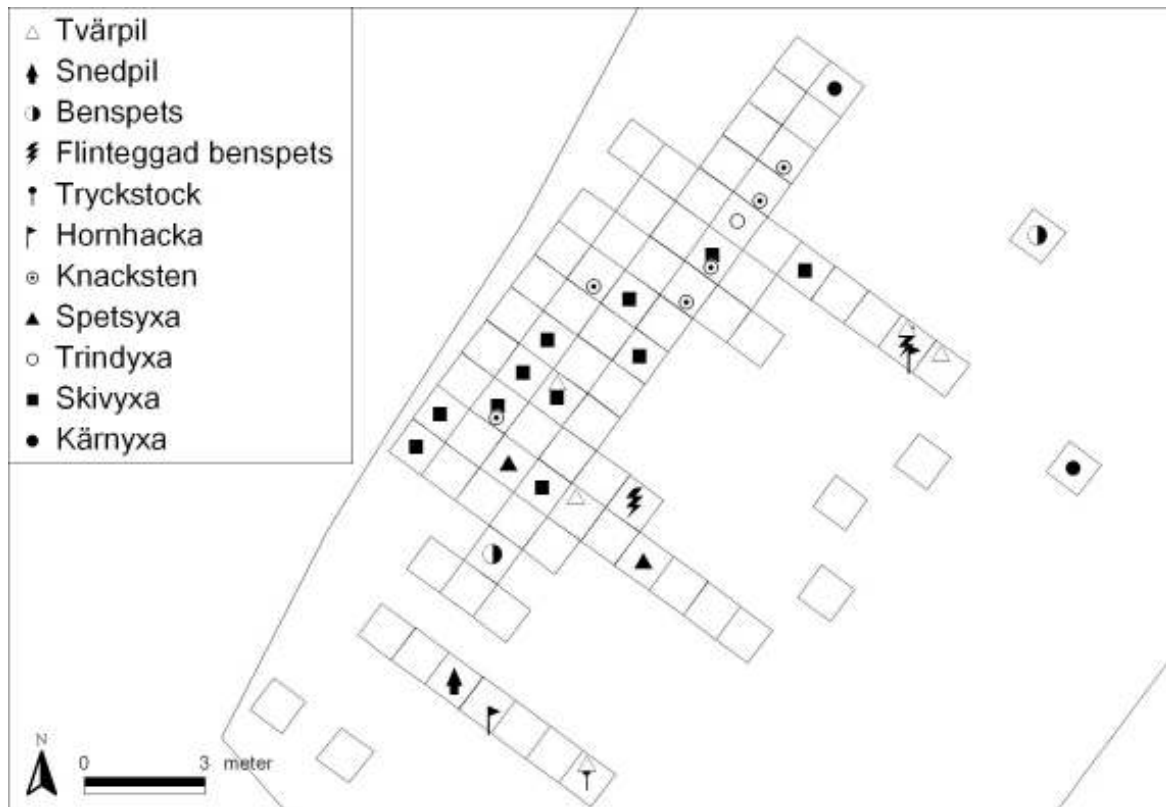 Tvärpil
Snedpil
Benspets
Flinteggad benspets
Tryckstock
Hornhacka
Knacksten
Spetsyxa
Trindyxa
Skivyxa
Kärnyxa
N
0 3 meter